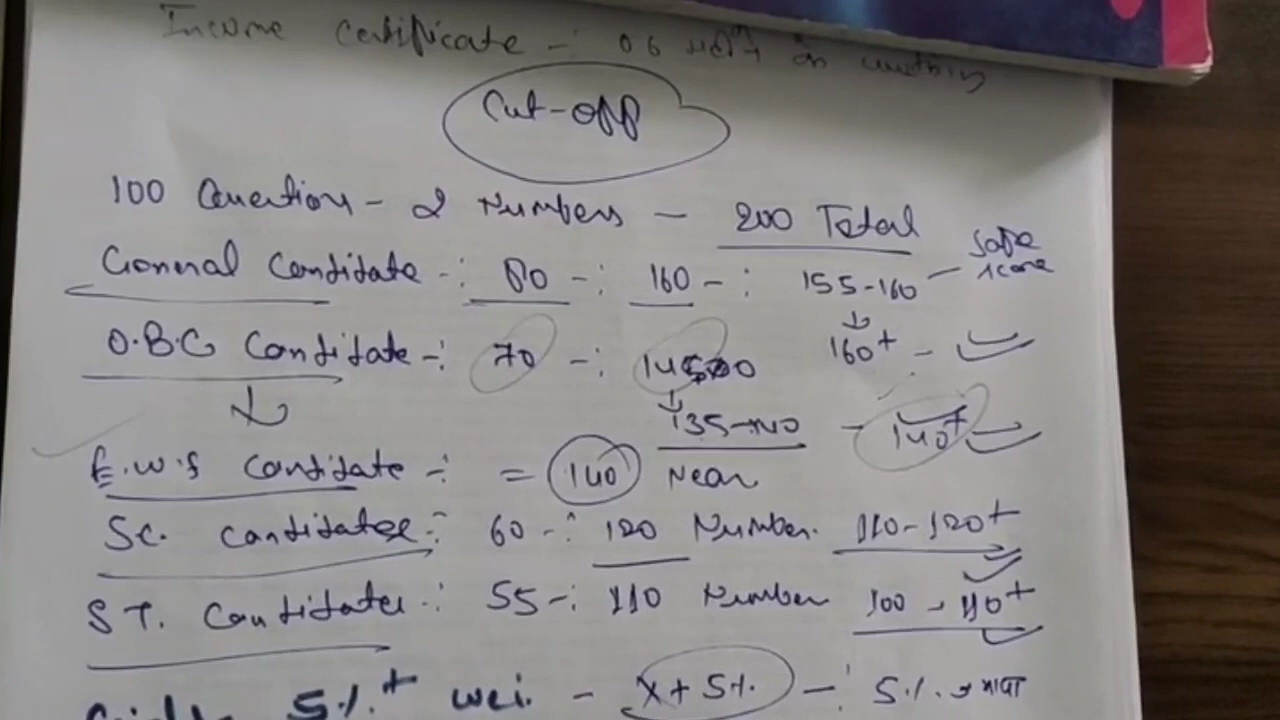 Income Certificate -: 06
Cut-off
100 Question - 2 Numbers - 200 Total
General Candidate -: 80 -: 160 -: 155-160 - Safe Score
160+ -
O.B.C Candidate -: 70 -: 14
135-140 - 140+
E.W.S Candidate -: = 140 Near
SC. Candidates -: 60 -: 120 Number. 110-120+
ST. Candidates -: 55 -: 110 Number 100-110+
5%+ wei. - X+5% -: 5%